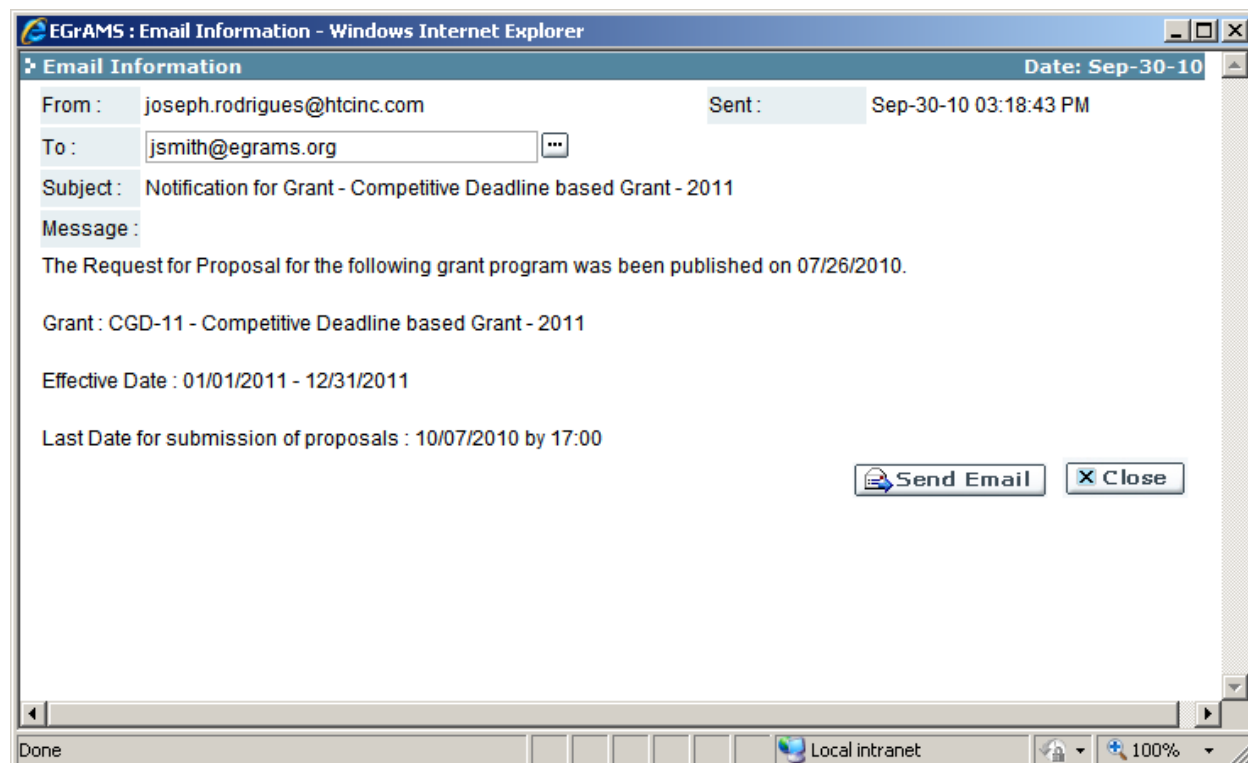 EGrAMS : Email Information - Windows Internet Explorer
Email Information Date: Sep-30-10
From : joseph.rodrigues@htcinc.com Sent : Sep-30-10 03:18:43 PM
To : jsmith@egrams.org ...
Subject : Notification for Grant - Competitive Deadline based Grant - 2011
Message :
The Request for Proposal for the following grant program was been published on 07/26/2010.
Grant : CGD-11 - Competitive Deadline based Grant - 2011
Effective Date : 01/01/2011 - 12/31/2011
Last Date for submission of proposals : 10/07/2010 by 17:00
Send Email Close
Done Local intranet 100%